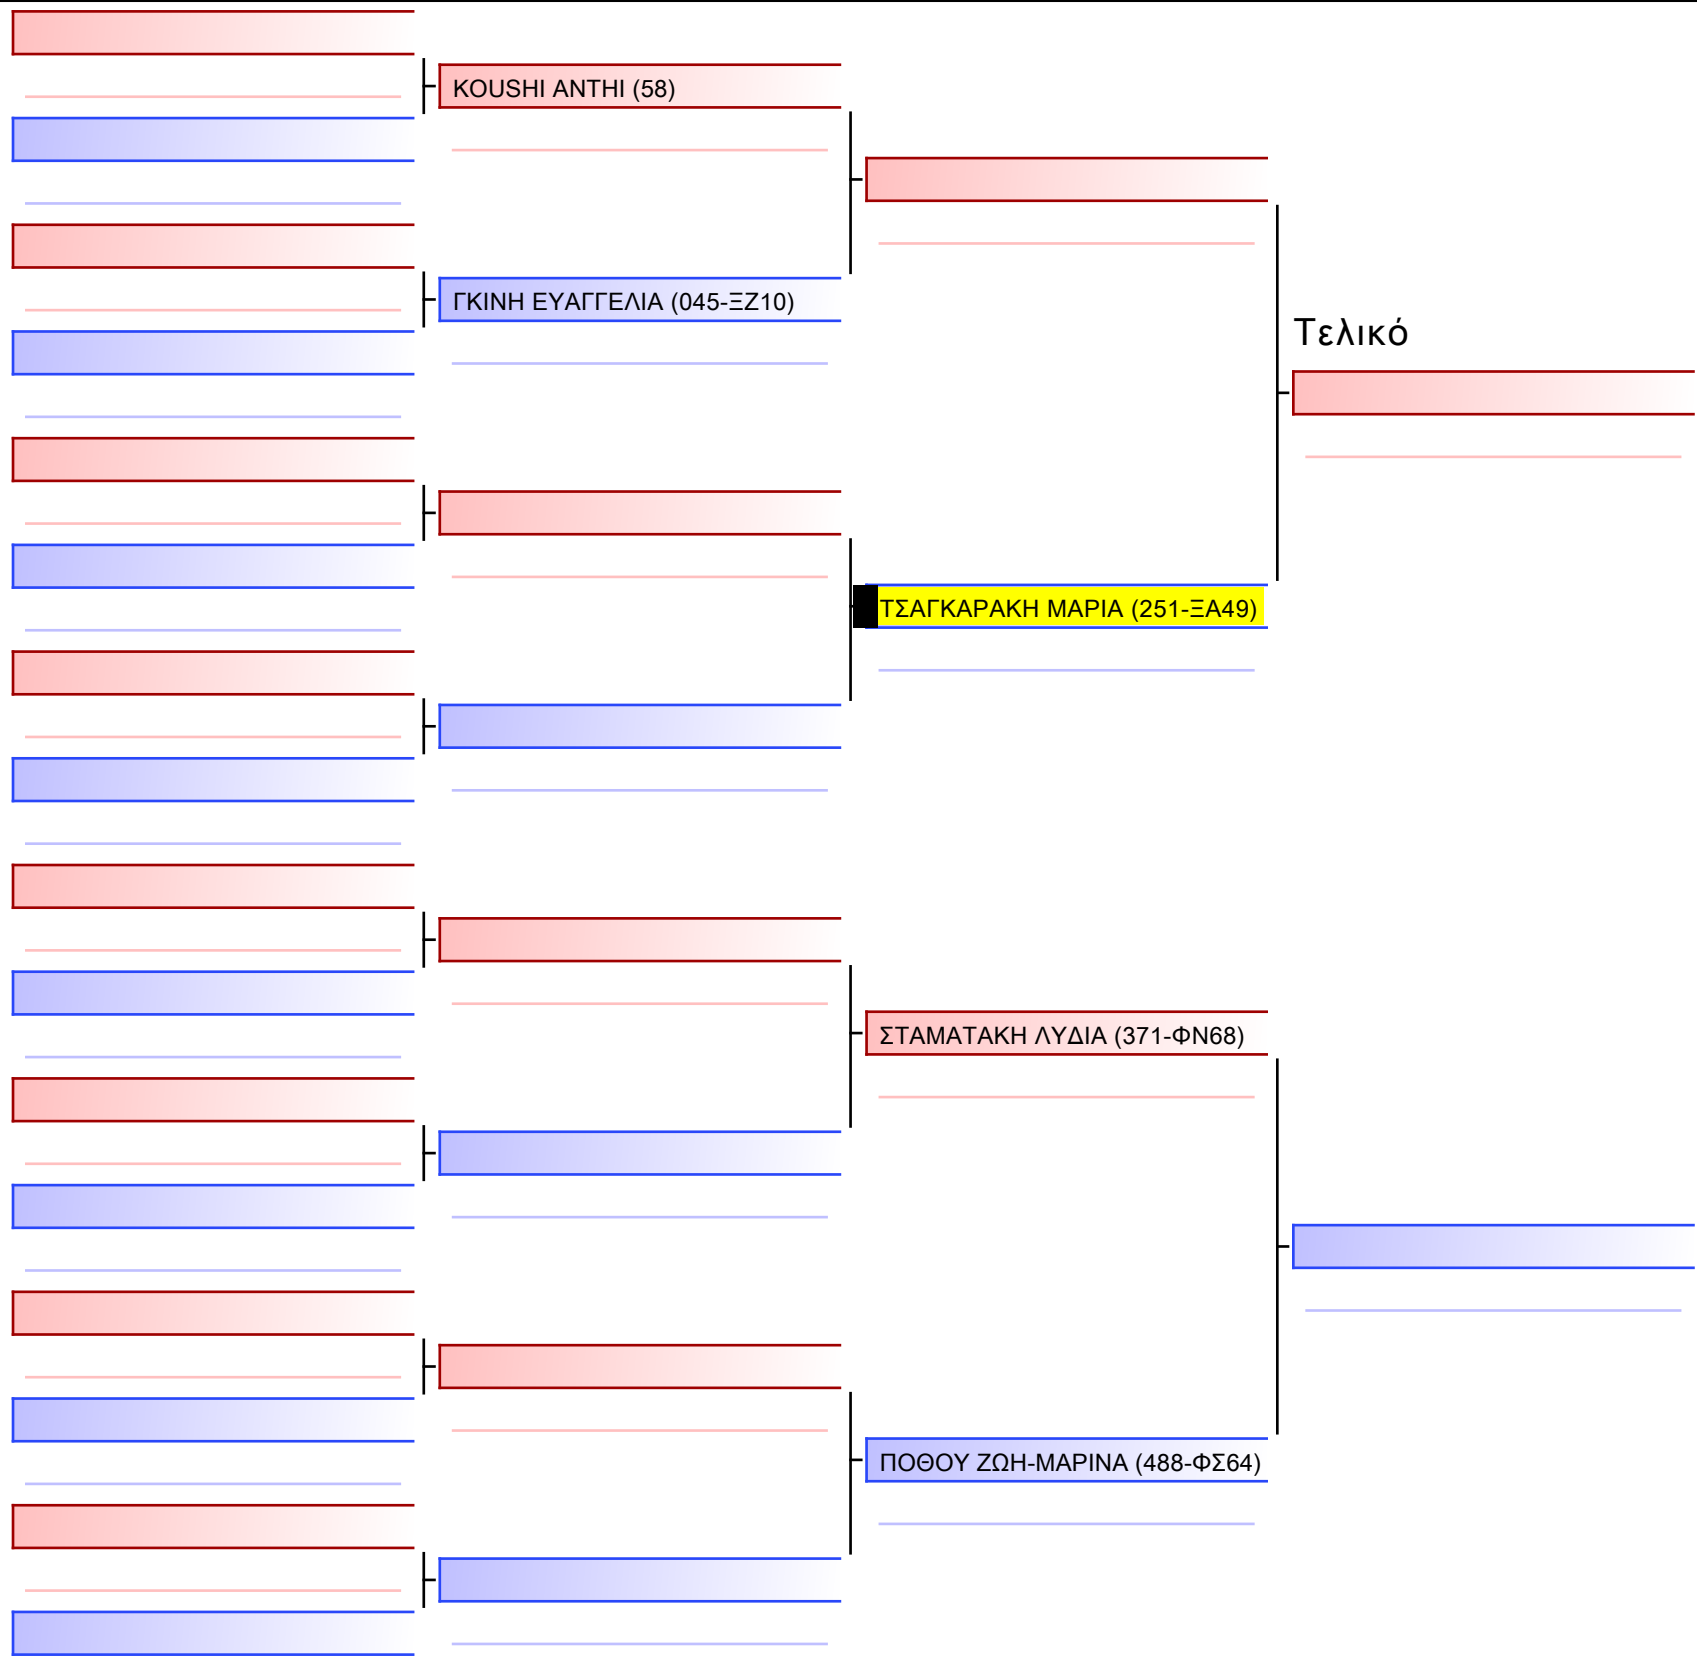 KOUSHI ANTHI (58)
ΓΚΙΝΗ ΕΥΑΓΓΕΛΙΑ (045-ΞΖ10)
Τελικό
ΤΣΑΓΚΑΡΑΚΗ ΜΑΡΙΑ (251-ΞΑ49)
ΣΤΑΜΑΤΑΚΗ ΛΥΔΙΑ (371-ΦΝ68)
ΠΟΘΟΥ ΖΩΗ-ΜΑΡΙΝΑ (488-ΦΣ64)